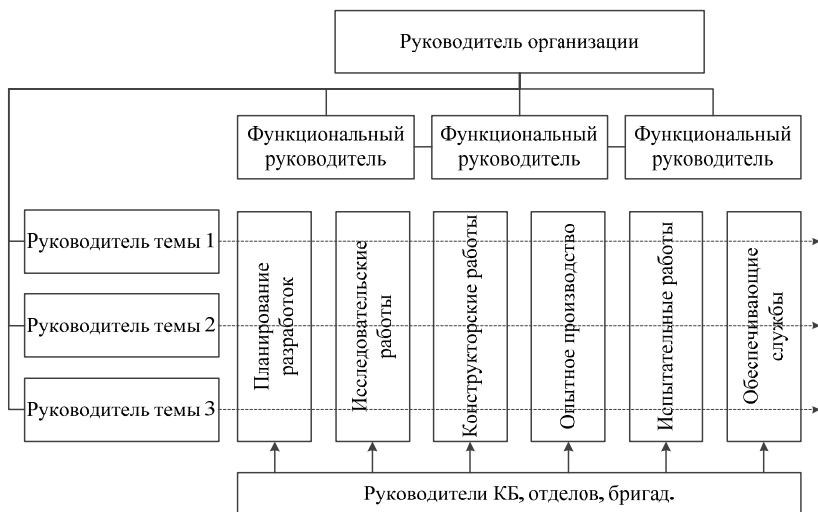 Руководитель организации
Функциональный
руководитель
Функциональный
руководитель
Функциональный
руководитель
Руководитель темы 1
Руководитель темы 2
Руководитель темы 3
Планирование
разработок
Исследовательские
работы
Конструкторские работы
Опытное производство
Испытательные работы
Обеспечивающие
службы
Руководители КБ, отделов, бригад.